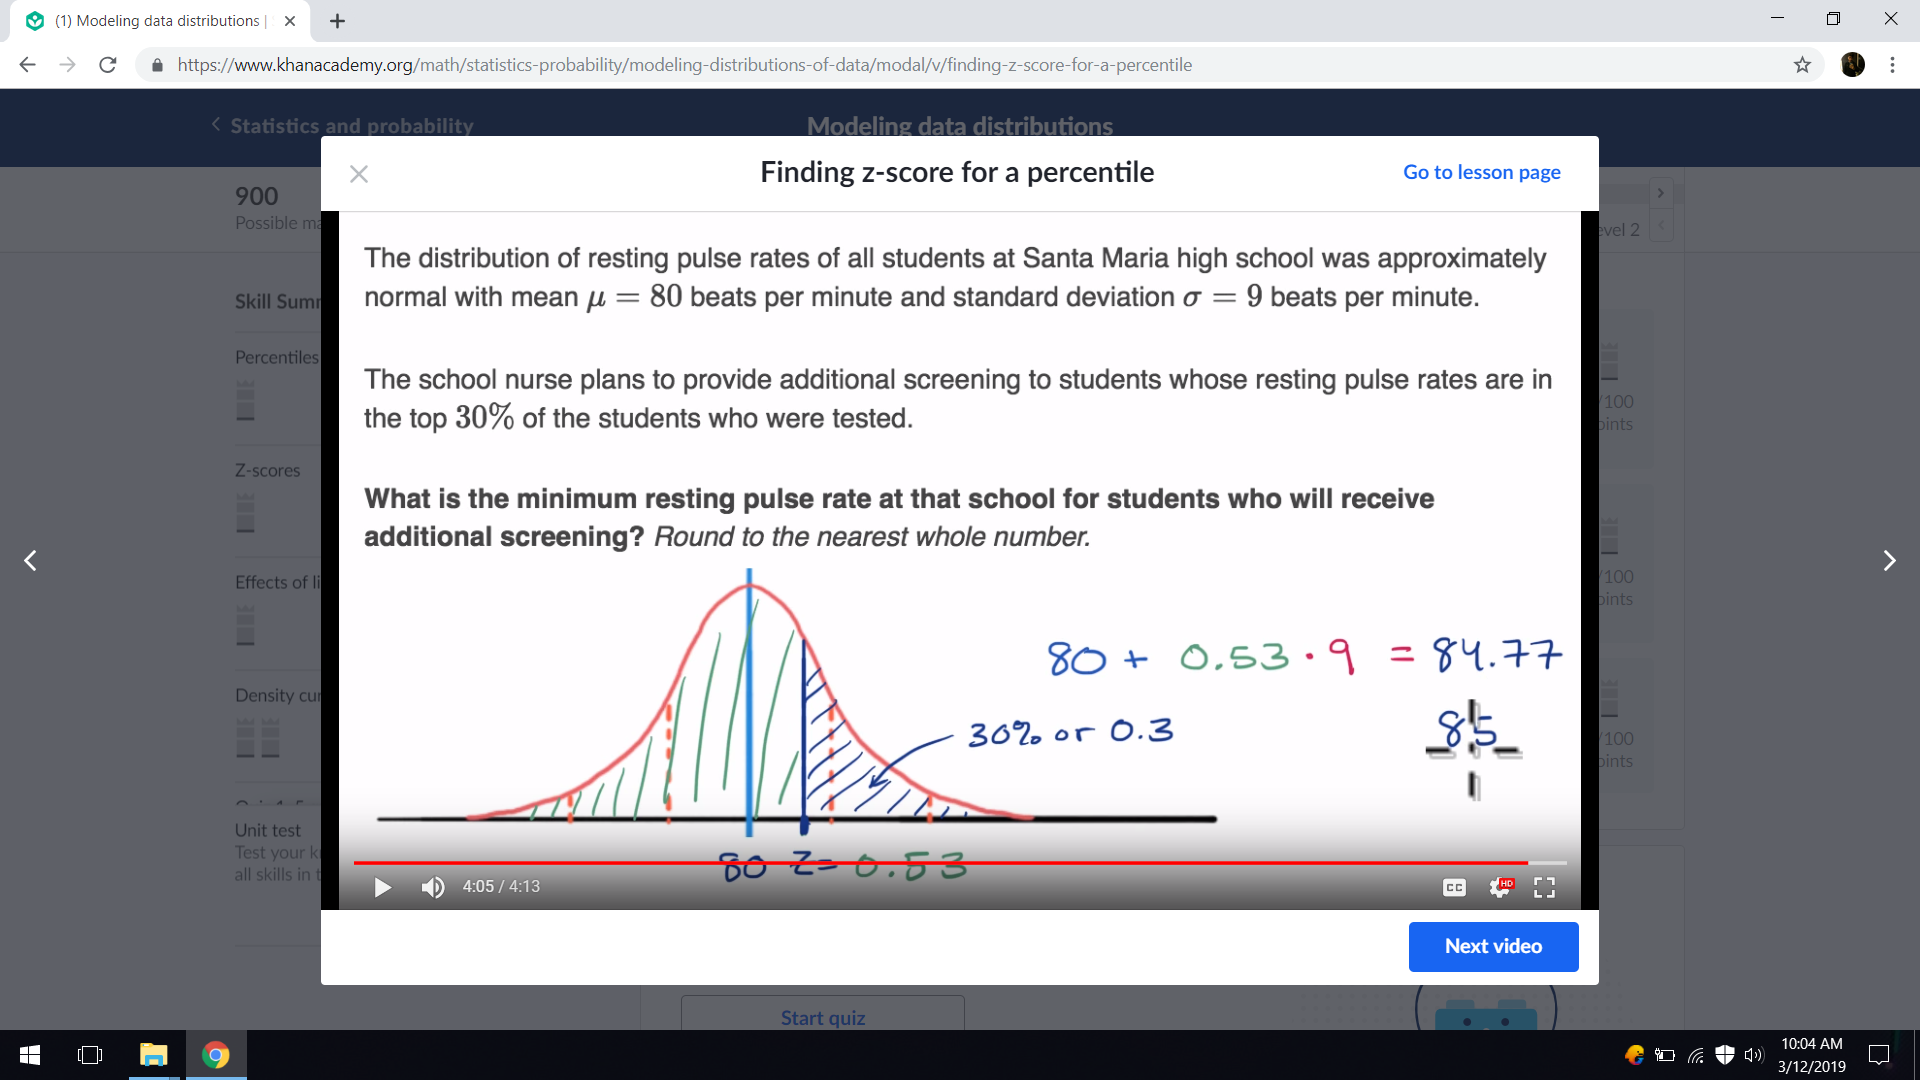 (1) Modeling data distributions |
https://www.khanacademy.org/math/statistics-probability/modeling-distributions-of-data/modal/v/finding-z-score-for-a-percentile
Statistics and probability
Modeling data distributions
Finding z-score for a percentile
Go to lesson page
900
Possible ma
evel 2
The distribution of resting pulse rates of all students at Santa Maria high school was approximately
normal with mean μ = 80 beats per minute and standard deviation σ = 9 beats per minute.
Skill Summ
Percentiles
The school nurse plans to provide additional screening to students whose resting pulse rates are in
the top 30% of the students who were tested.
/100
oints
Z-scores
What is the minimum resting pulse rate at that school for students who will receive
additional screening? Round to the nearest whole number.
Effects of li
/100
oints
80 + 0.53 · 9 = 84.77
30% or 0.3
85
Density cur
/100
oints
Unit test
Test your k
all skills in t
80 z= 0.53
4:05 / 4:13
CC
HD
Next video
Start quiz
10:04 AM
3/12/2019